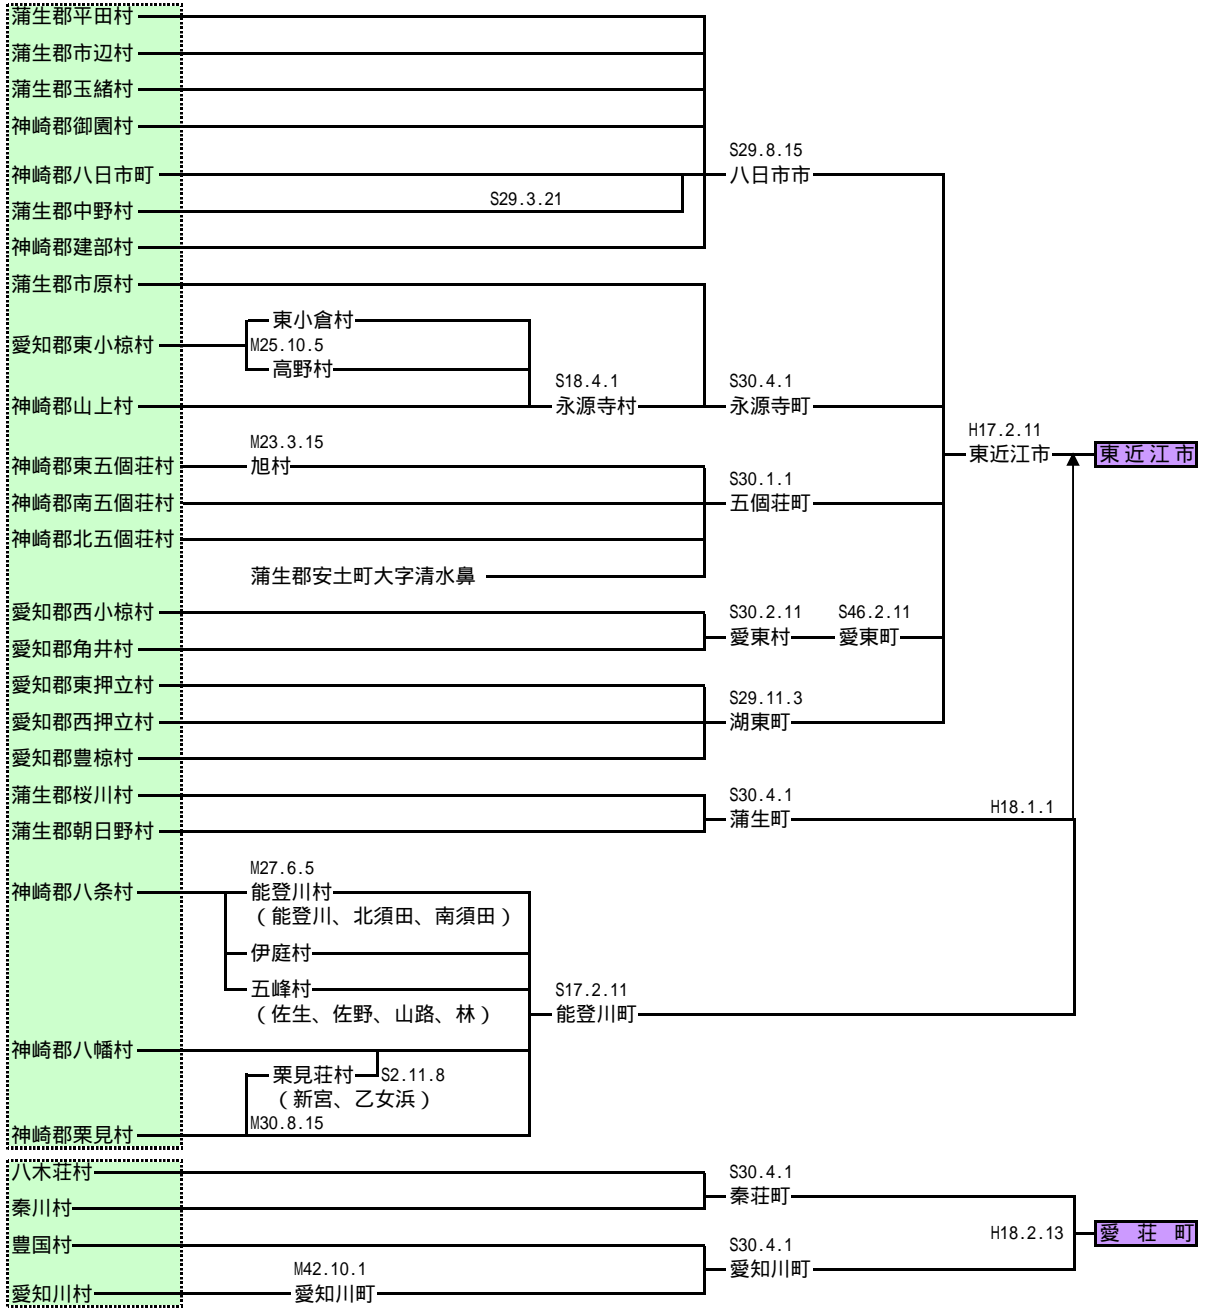 蒲生郡平田村
蒲生郡市辺村
蒲生郡玉緒村
神崎郡御園村
S29.8.15
神崎郡八日市町
八日市市
S29.3.21
蒲生郡中野村
神崎郡建部村
蒲生郡市原村
東小倉村
愛知郡東小椋村
M25.10.5
高野村
S18.4.1
S30.4.1
神崎郡山上村
永源寺村
永源寺町
H17.2.11
M23.3.15
東近江市
東近江市
神崎郡東五個荘村
旭村
S30.1.1
神崎郡南五個荘村
五個荘町
神崎郡北五個荘村
蒲生郡安土町大字清水鼻
愛知郡西小椋村
S30.2.11
S46.2.11
愛東村
愛東町
愛知郡角井村
愛知郡東押立村
S29.11.3
愛知郡西押立村
湖東町
愛知郡豊椋村
蒲生郡桜川村
S30.4.1
H18.1.1
蒲生町
蒲生郡朝日野村
M27.6.5
神崎郡八条村
能登川村
（能登川、北須田、南須田）
伊庭村
五峰村
S17.2.11
（佐生、佐野、山路、林）
能登川町
神崎郡八幡村
栗見荘村
S2.11.8
（新宮、乙女浜）
M30.8.15
神崎郡栗見村
八木荘村
S30.4.1
秦荘町
秦川村
H18.2.13
愛荘町
豊国村
S30.4.1
M42.10.1
愛知川町
愛知川村
愛知川町